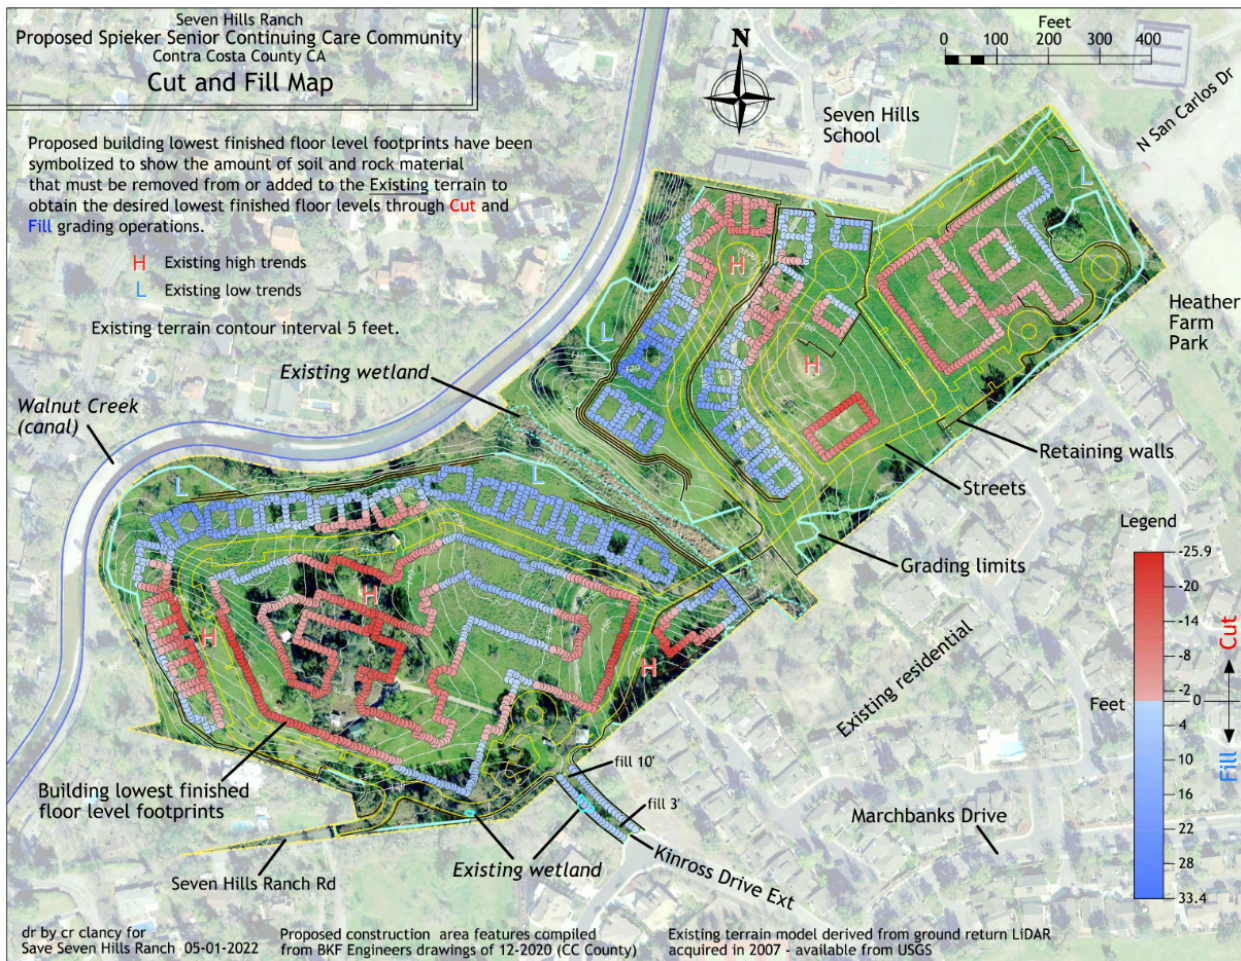 Seven Hills Ranch
Proposed Spieker Senior Continuing Care Community
Contra Costa County CA
Cut and Fill Map
Proposed building lowest finished floor level footprints have been
symbolized to show the amount of soil and rock material
that must be removed from or added to the Existing terrain to
obtain the desired lowest finished floor levels through Cut and
Fill grading operations.
H Existing high trends
L Existing low trends
Existing terrain contour interval 5 feet.
N
Feet
0 100 200 300 400
Seven Hills
School
N San Carlos Dr
L
H
Heather
Farm
Park
L
H
Existing wetland
Walnut Creek
(canal)
Retaining walls
Streets
L
L
Legend
Grading limits
H
H
H
Existing residential
-25.9
-20
-14
-8
-2
0
4
10
16
22
28
33.4
Feet
Cut
Fill
fill 10'
fill 3'
Building lowest finished
floor level footprints
Marchbanks Drive
Kinross Drive Ext
Existing wetland
Seven Hills Ranch Rd
dr by cr clancy for
Save Seven Hills Ranch 05-01-2022
Proposed construction area features compiled
from BKF Engineers drawings of 12-2020 (CC County)
Existing terrain model derived from ground return LiDAR
acquired in 2007 - available from USGS